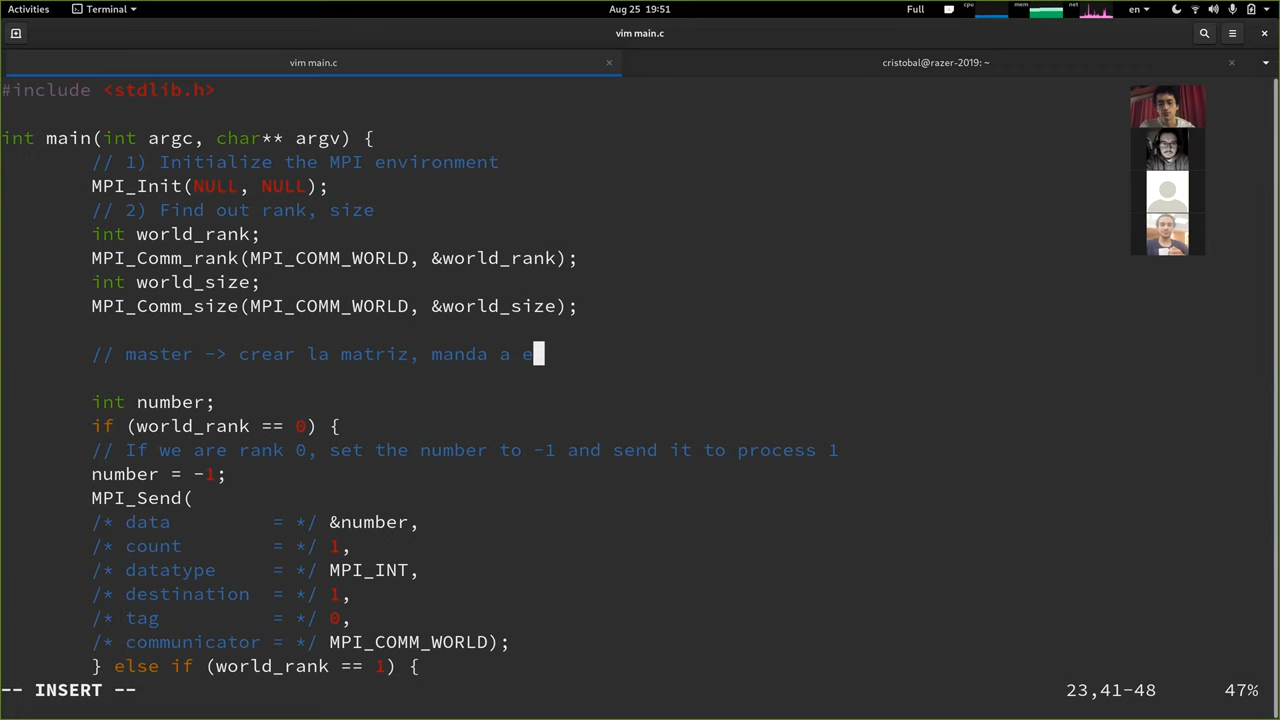 Activities Terminal Aug 25 19:51 Full cpu mem net en
vim main.c
vim main.c cristobal@razer-2019: ~
#include <stdlib.h>
int main(int argc, char** argv) {
// 1) Initialize the MPI environment
MPI_Init(NULL, NULL);
// 2) Find out rank, size
int world_rank;
MPI_Comm_rank(MPI_COMM_WORLD, &world_rank);
int world_size;
MPI_Comm_size(MPI_COMM_WORLD, &world_size);
// master -> crear la matriz, manda a e
int number;
if (world_rank == 0) {
// If we are rank 0, set the number to -1 and send it to process 1
number = -1;
MPI_Send(
/* data = */ &number,
/* count = */ 1,
/* datatype = */ MPI_INT,
/* destination = */ 1,
/* tag = */ 0,
/* communicator = */ MPI_COMM_WORLD);
} else if (world_rank == 1) {
-- INSERT -- 23,41-48 47%